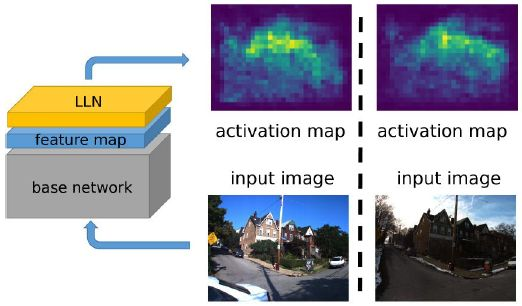 LLN
feature map
base network
activation map
activation map
input image
input image